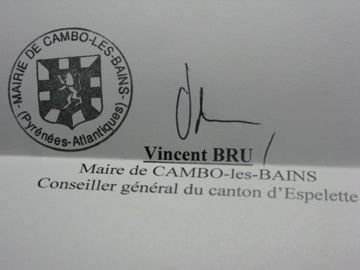 -MAIRIE DE CAMBO-LES-BAINS-
(Pyrénées-Atlantiques)
Vincent BRU
Maire de CAMBO-les-BAINS
Conseiller général du canton d'Espelette